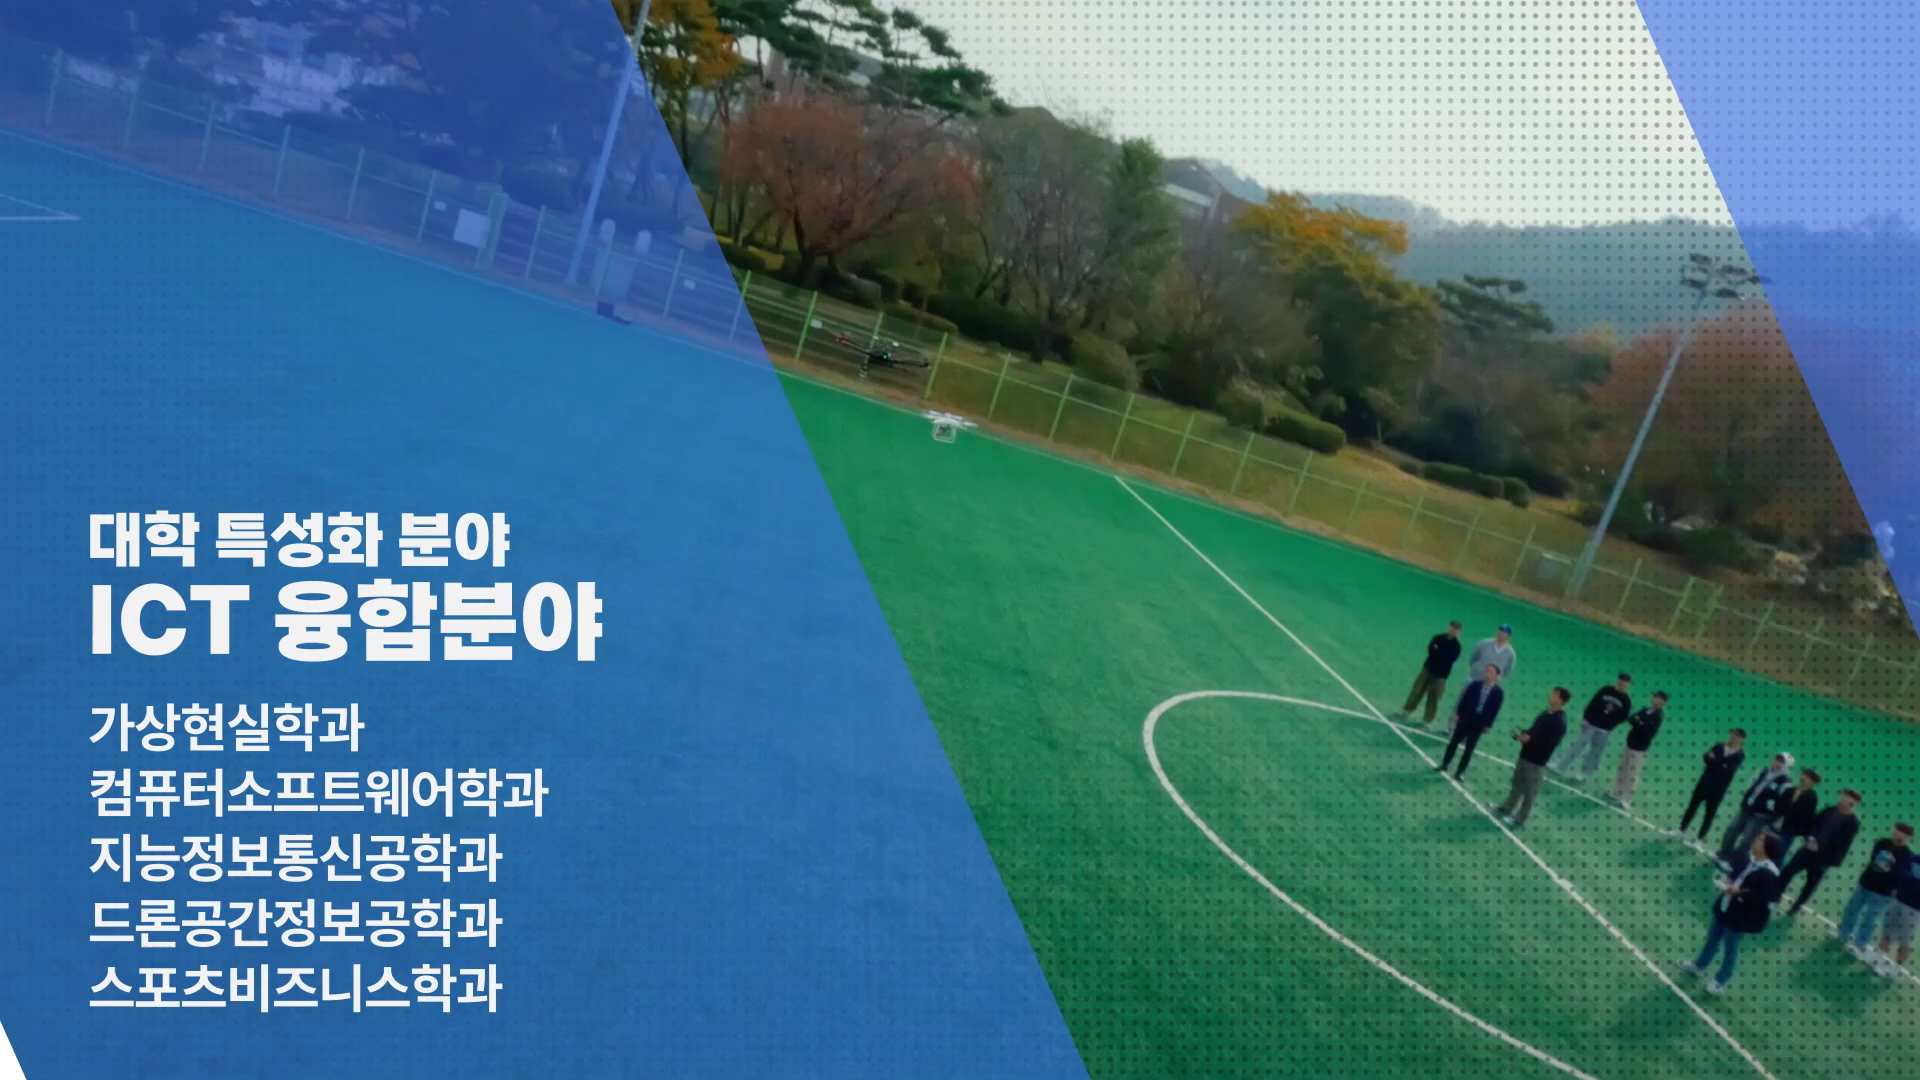 대학 특성화 분야
ICT 융합분야
가상현실학과
컴퓨터소프트웨어학과
지능정보통신공학과
드론공간정보공학과
스포츠비즈니스학과